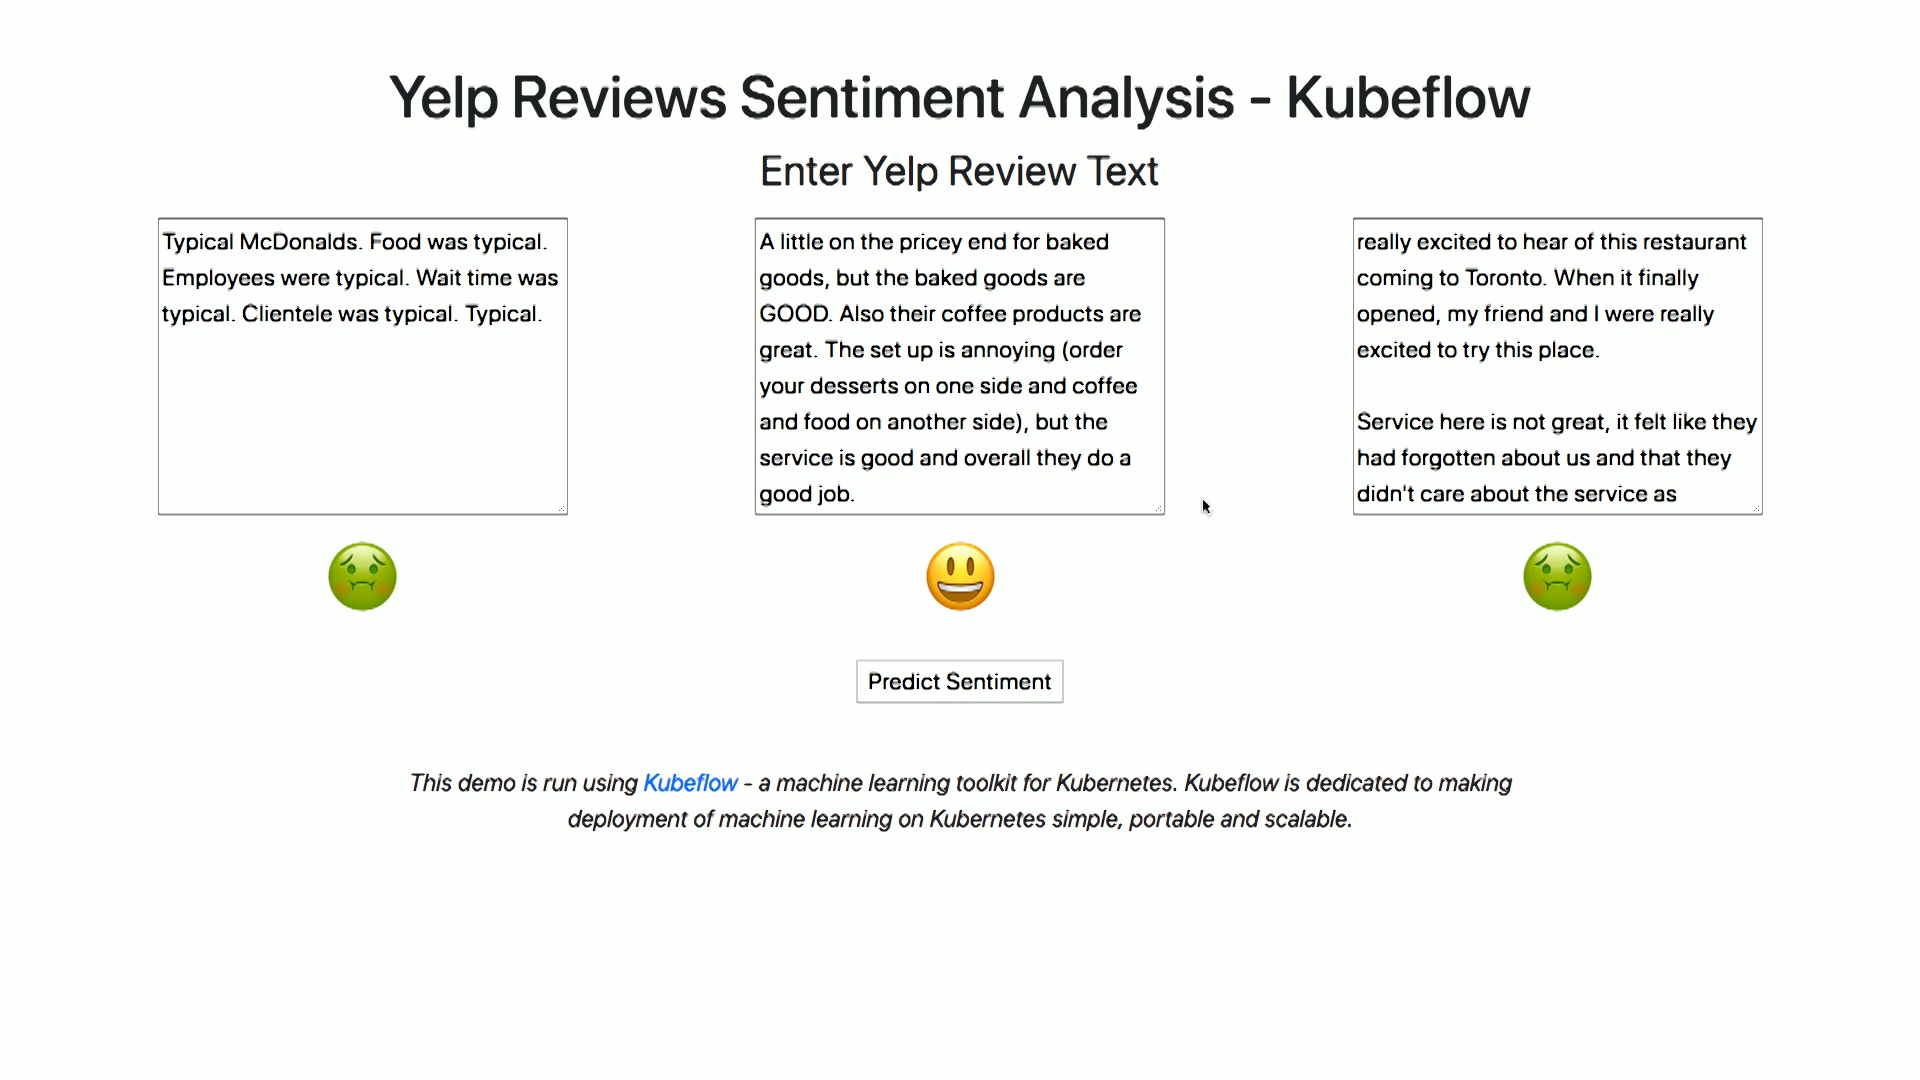 Yelp Reviews Sentiment Analysis - Kubeflow
Enter Yelp Review Text
Typical McDonalds. Food was typical.
Employees were typical. Wait time was
typical. Clientele was typical. Typical.
A little on the pricey end for baked
goods, but the baked goods are
GOOD. Also their coffee products are
great. The set up is annoying (order
your desserts on one side and coffee
and food on another side), but the
service is good and overall they do a
good job.
really excited to hear of this restaurant
coming to Toronto. When it finally
opened, my friend and I were really
excited to try this place.
Service here is not great, it felt like they
had forgotten about us and that they
didn't care about the service as
Predict Sentiment
This demo is run using Kubeflow - a machine learning toolkit for Kubernetes. Kubeflow is dedicated to making
deployment of machine learning on Kubernetes simple, portable and scalable.